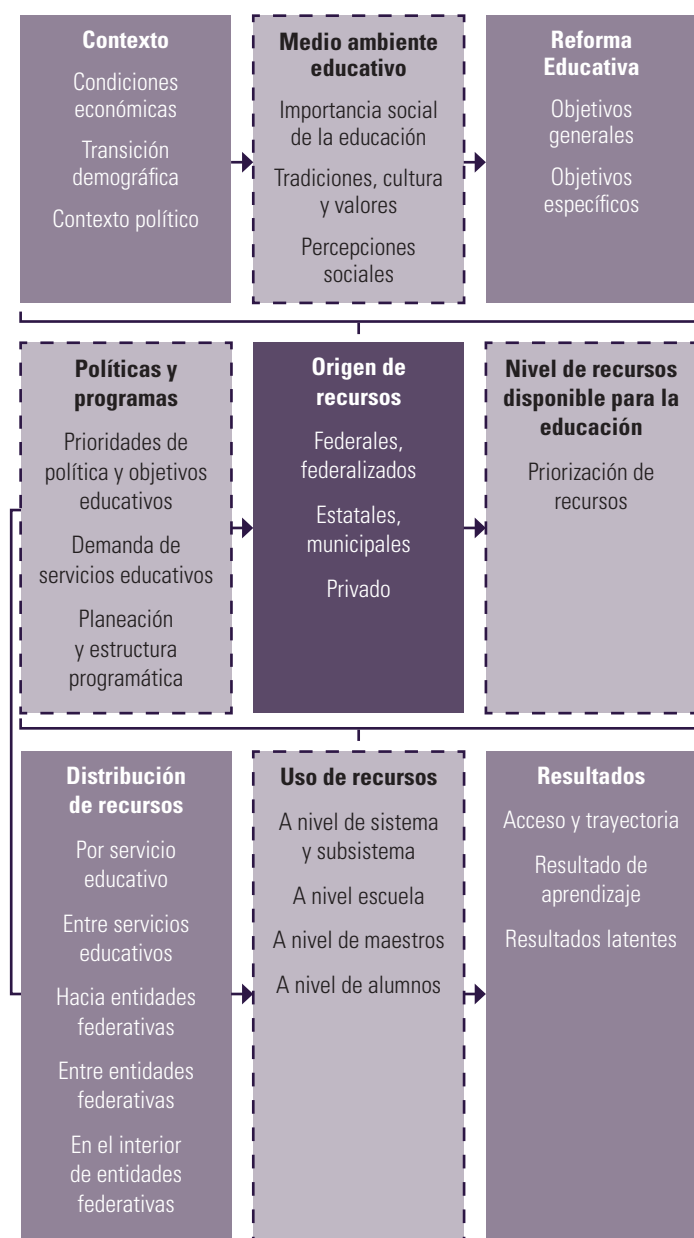 Contexto
Condiciones
económicas
Transición
demográfica
Contexto político
Medio ambiente
educativo
Importancia social
de la educación
Tradiciones, cultura
y valores
Percepciones
sociales
Reforma
Educativa
Objetivos
generales
Objetivos
específicos
Políticas y
programas
Prioridades de
política y objetivos
educativos
Demanda de
servicios educativos
Planeación
y estructura
programática
Origen de
recursos
Federales,
federalizados
Estatales,
municipales
Privado
Nivel de recursos
disponible para la
educación
Priorización de
recursos
Distribución
de recursos
Por servicio
educativo
Entre servicios
educativos
Hacia entidades
federativas
Entre entidades
federativas
En el interior
de entidades
federativas
Uso de recursos
A nivel de sistema
y subsistema
A nivel escuela
A nivel de maestros
A nivel de alumnos
Resultados
Acceso y trayectoria
Resultado de
aprendizaje
Resultados latentes